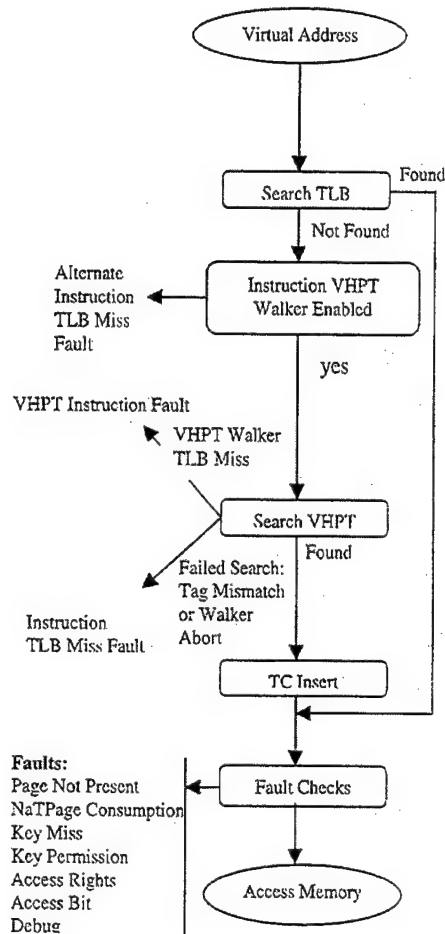 Virtual Address
Found
Search TLB
Not Found
Alternate
Instruction
TLB Miss
Fault
Instruction VHPT
Walker Enabled
yes
VHPT Instruction Fault
VHPT Walker
TLB Miss
Search VHPT
Found
Failed Search:
Tag Mismatch
or Walker
Abort
Instruction
TLB Miss Fault
TC Insert
Faults:
Page Not Present
NaTPage Consumption
Key Miss
Key Permission
Access Rights
Access Bit
Debug
Fault Checks
Access Memory